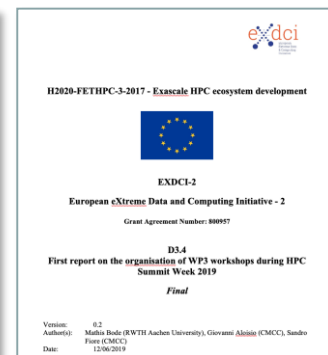 exdci
H2020-FETHPC-3-2017 - Exascale HPC ecosystem development
EXDCI-2
European eXtreme Data and Computing Initiative - 2
Grant Agreement Number: 800957
D3.4
First report on the organisation of WP3 workshops during HPC
Summit Week 2019
Final
Version: 0.2
Author(s): Mathis Bode (RWTH Aachen University), Giovanni Aloisio (CMCC), Sandro
Fiore (CMCC)
Date: 12/06/2019